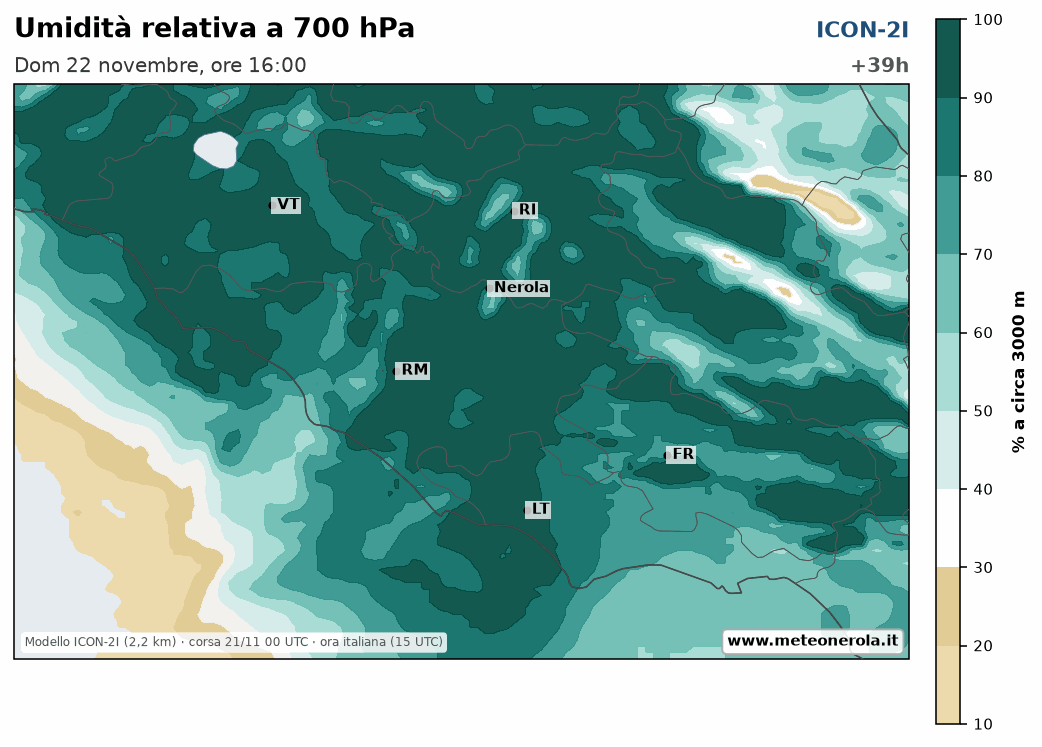 Umidità relativa a 700 hPa
ICON-2I
Dom 22 novembre, ore 16:00
+39h
100
90
80
70
60
50
40
30
20
10
% a circa 3000 m
VT
RI
Nerola
RM
FR
LT
Modello ICON-2I (2,2 km) · corsa 21/11 00 UTC · ora italiana (15 UTC)
www.meteonerola.it